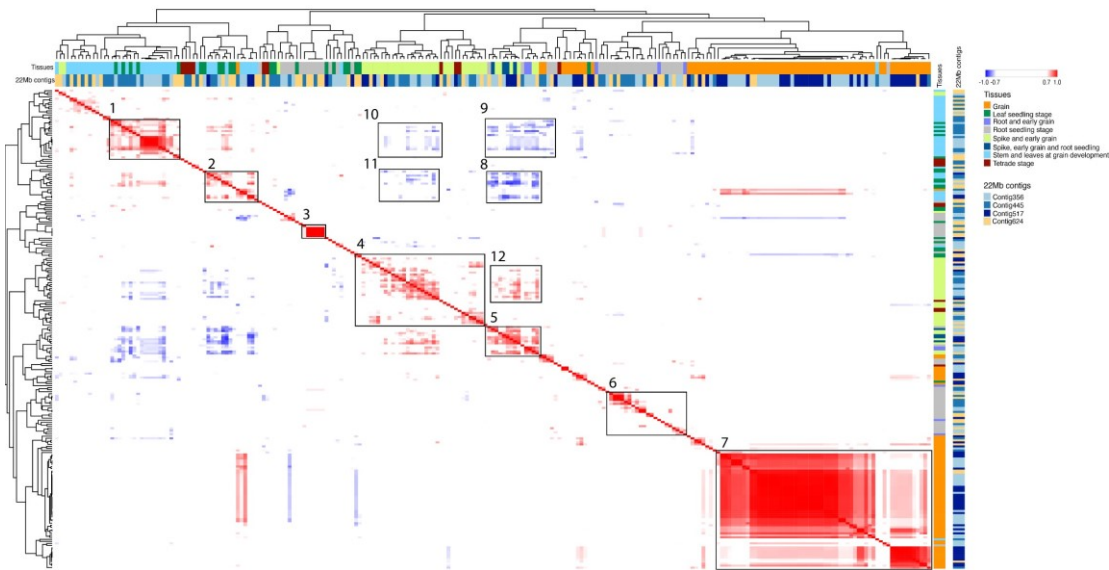 Tissues
22Mb contigs
Tissues
22Mb contigs
-1.0 -0.7 0.7 1.0
Tissues
Grain
Leaf seedling stage
Root and early grain
Root seedling stage
Spike and early grain
Spike, early grain and root seedling
Stem and leaves at grain development
Tetrade stage
22Mb contigs
Contig356
Contig445
Contig517
Contig624
1
10
9
2
11
8
3
4
12
5
6
7